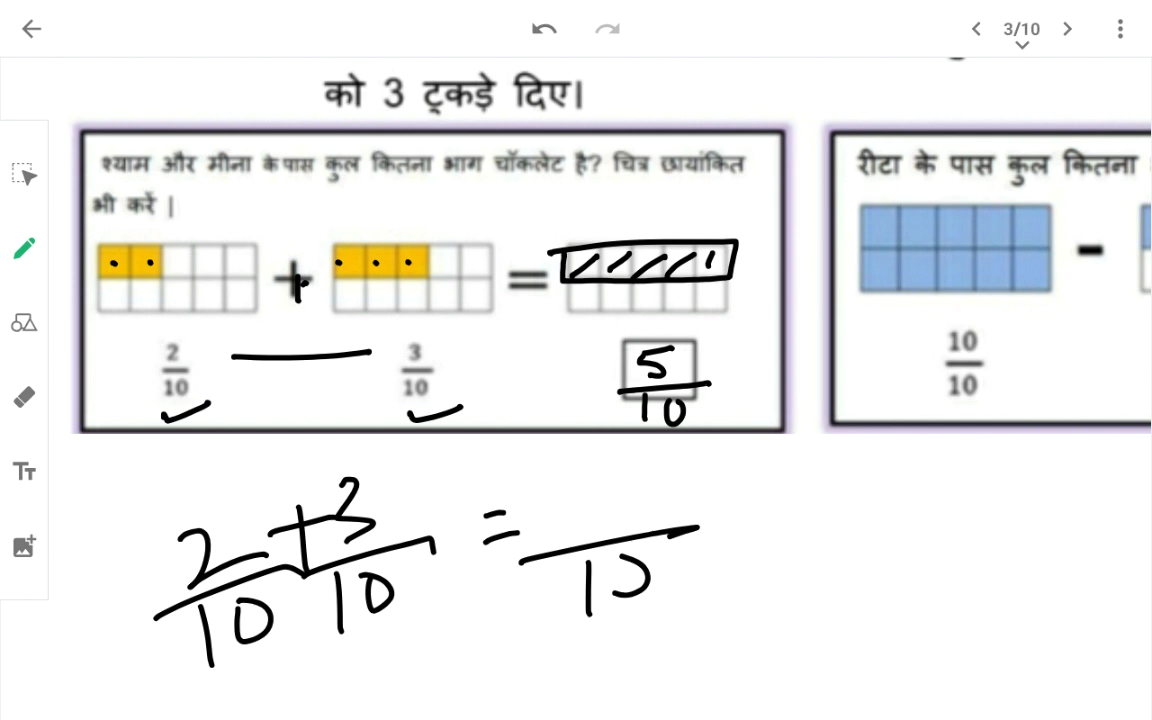 3/10
को 3 टुकड़े दिए।
श्याम और मीना के पास कुल कितना भाग चॉकलेट है? चित्र छायांकित
भी करें |
+ =
2/10 3/10 5/10
रीटा के पास कुल कितना
-
10/10
Tт
2/10 + 3/10 = /10